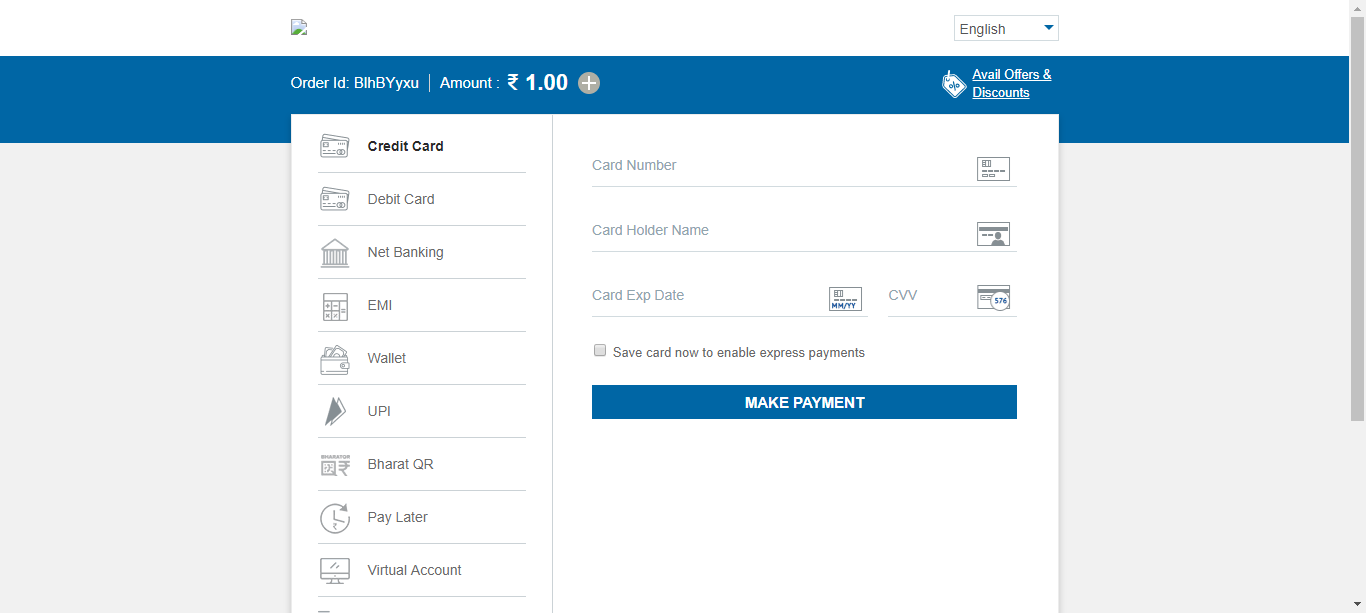 English
Order Id: BlhBYyxu | Amount : ₹ 1.00
Avail Offers &
Discounts
Credit Card
Debit Card
Net Banking
EMI
Wallet
UPI
BHARATQR
Bharat QR
Pay Later
Virtual Account
Card Number
Card Holder Name
Card Exp Date
MM/YY
CVV
576
Save card now to enable express payments
MAKE PAYMENT